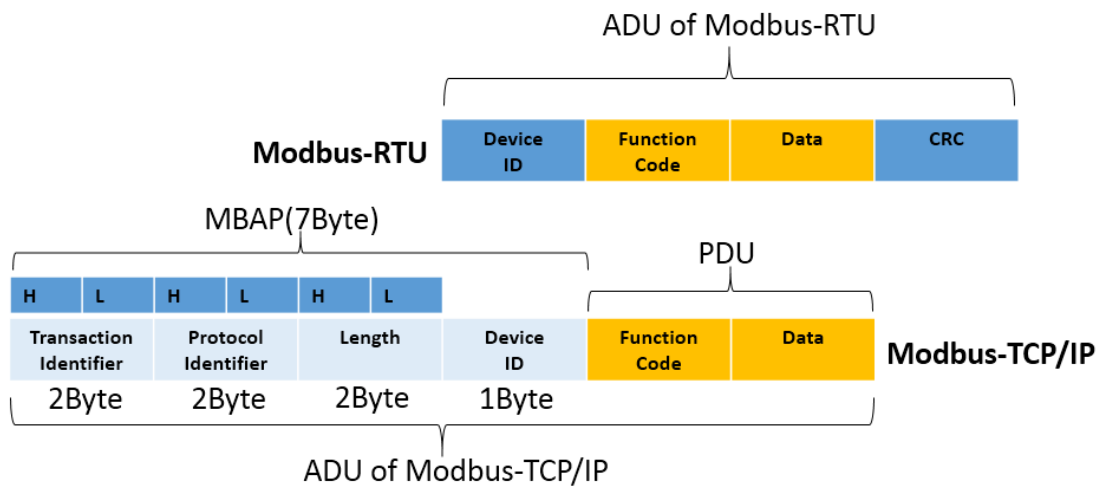 ADU of Modbus-RTU
Modbus-RTU
Device
ID
Function
Code
Data
CRC
MBAP(7Byte)
PDU
H L H L H L
Transaction
Identifier
Protocol
Identifier
Length
Device
ID
Function
Code
Data
Modbus-TCP/IP
2Byte 2Byte 2Byte 1Byte
ADU of Modbus-TCP/IP